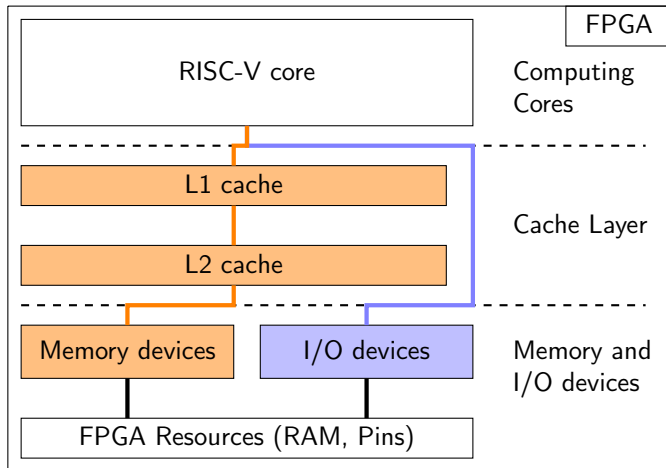 FPGA
RISC-V core
Computing
Cores
L1 cache
Cache Layer
L2 cache
Memory devices
I/O devices
Memory and
I/O devices
FPGA Resources (RAM, Pins)